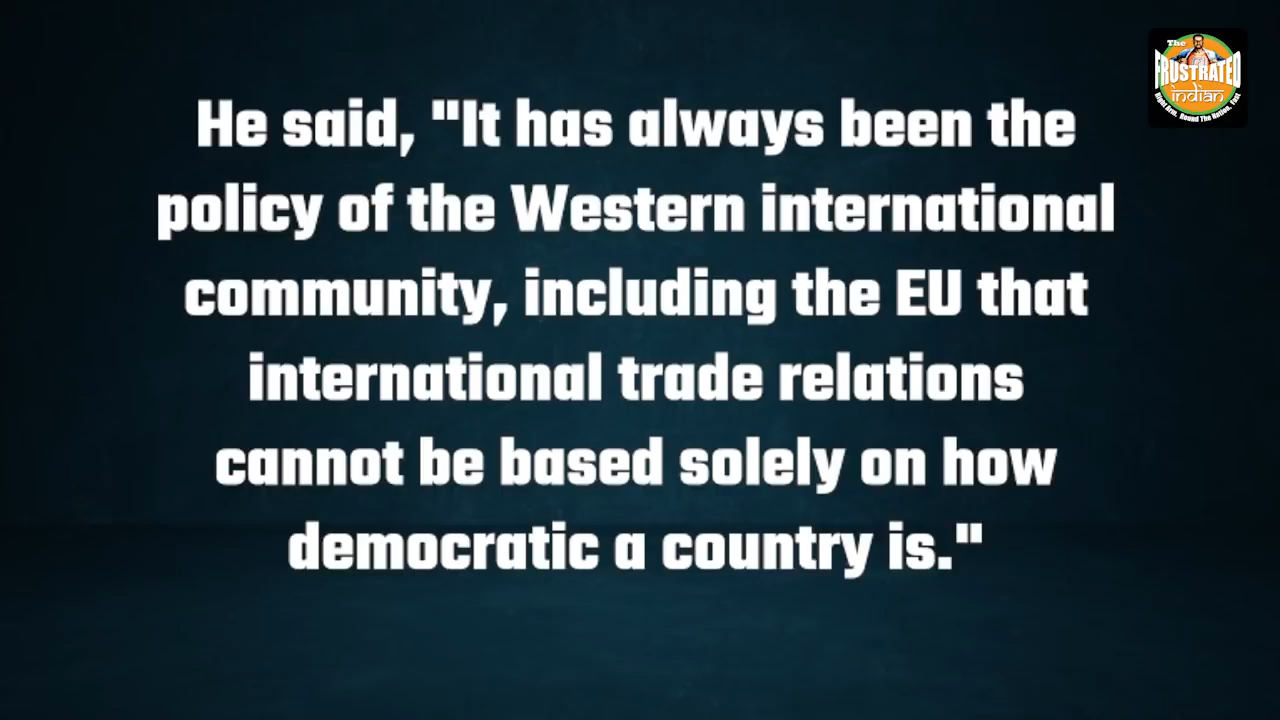 The
FRUSTRATED
indian
He said, "It has always been the
policy of the Western international
community, including the EU that
international trade relations
cannot be based solely on how
democratic a country is."